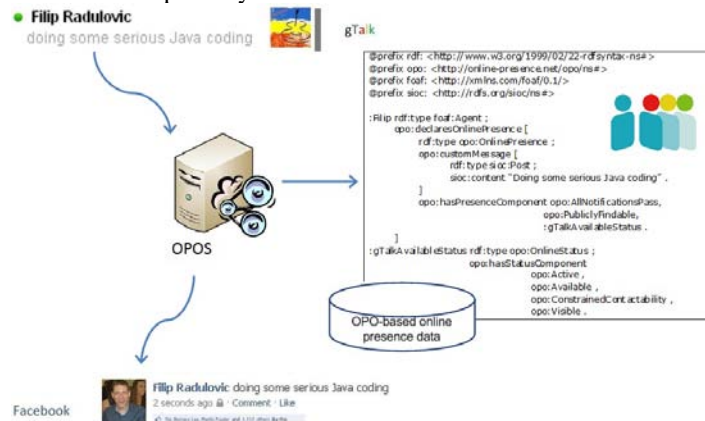 Filip Radulovic
doing some serious Java coding
gTalk
@prefix rdf: <http://www.w3.org/1999/02/22-rdfsyntax-ns#>
@prefix opo: <http://online-presence.net/opo/ns#>
@prefix foaf: <http://xmlns.com/foaf/0.1/>
@prefix sioc: <http://rdfs.org/sioc/ns#>
:Filip rdf:type foaf:Agent ;
opo:declaresOnlinePresence [
rdf:type opo:OnlinePresence ;
opo:customMessage [
rdf:type sioc:Post ;
sioc:content "Doing some serious Java coding" .
]
opo:hasPresenceComponent opo:AllNotificationsPass,
opo:PubliclyFindable,
:gTalkAvailableStatus .
]
:gTalkAvailableStatus rdf:type opo:OnlineStatus ;
opo:hasStatusComponent
opo:Active ,
opo:Available ,
opo:ConstrainedContactability ,
opo:Visible .
OPOS
OPO-based online
presence data
Filip Radulovic doing some serious Java coding
2 seconds ago · Comment · Like
Facebook